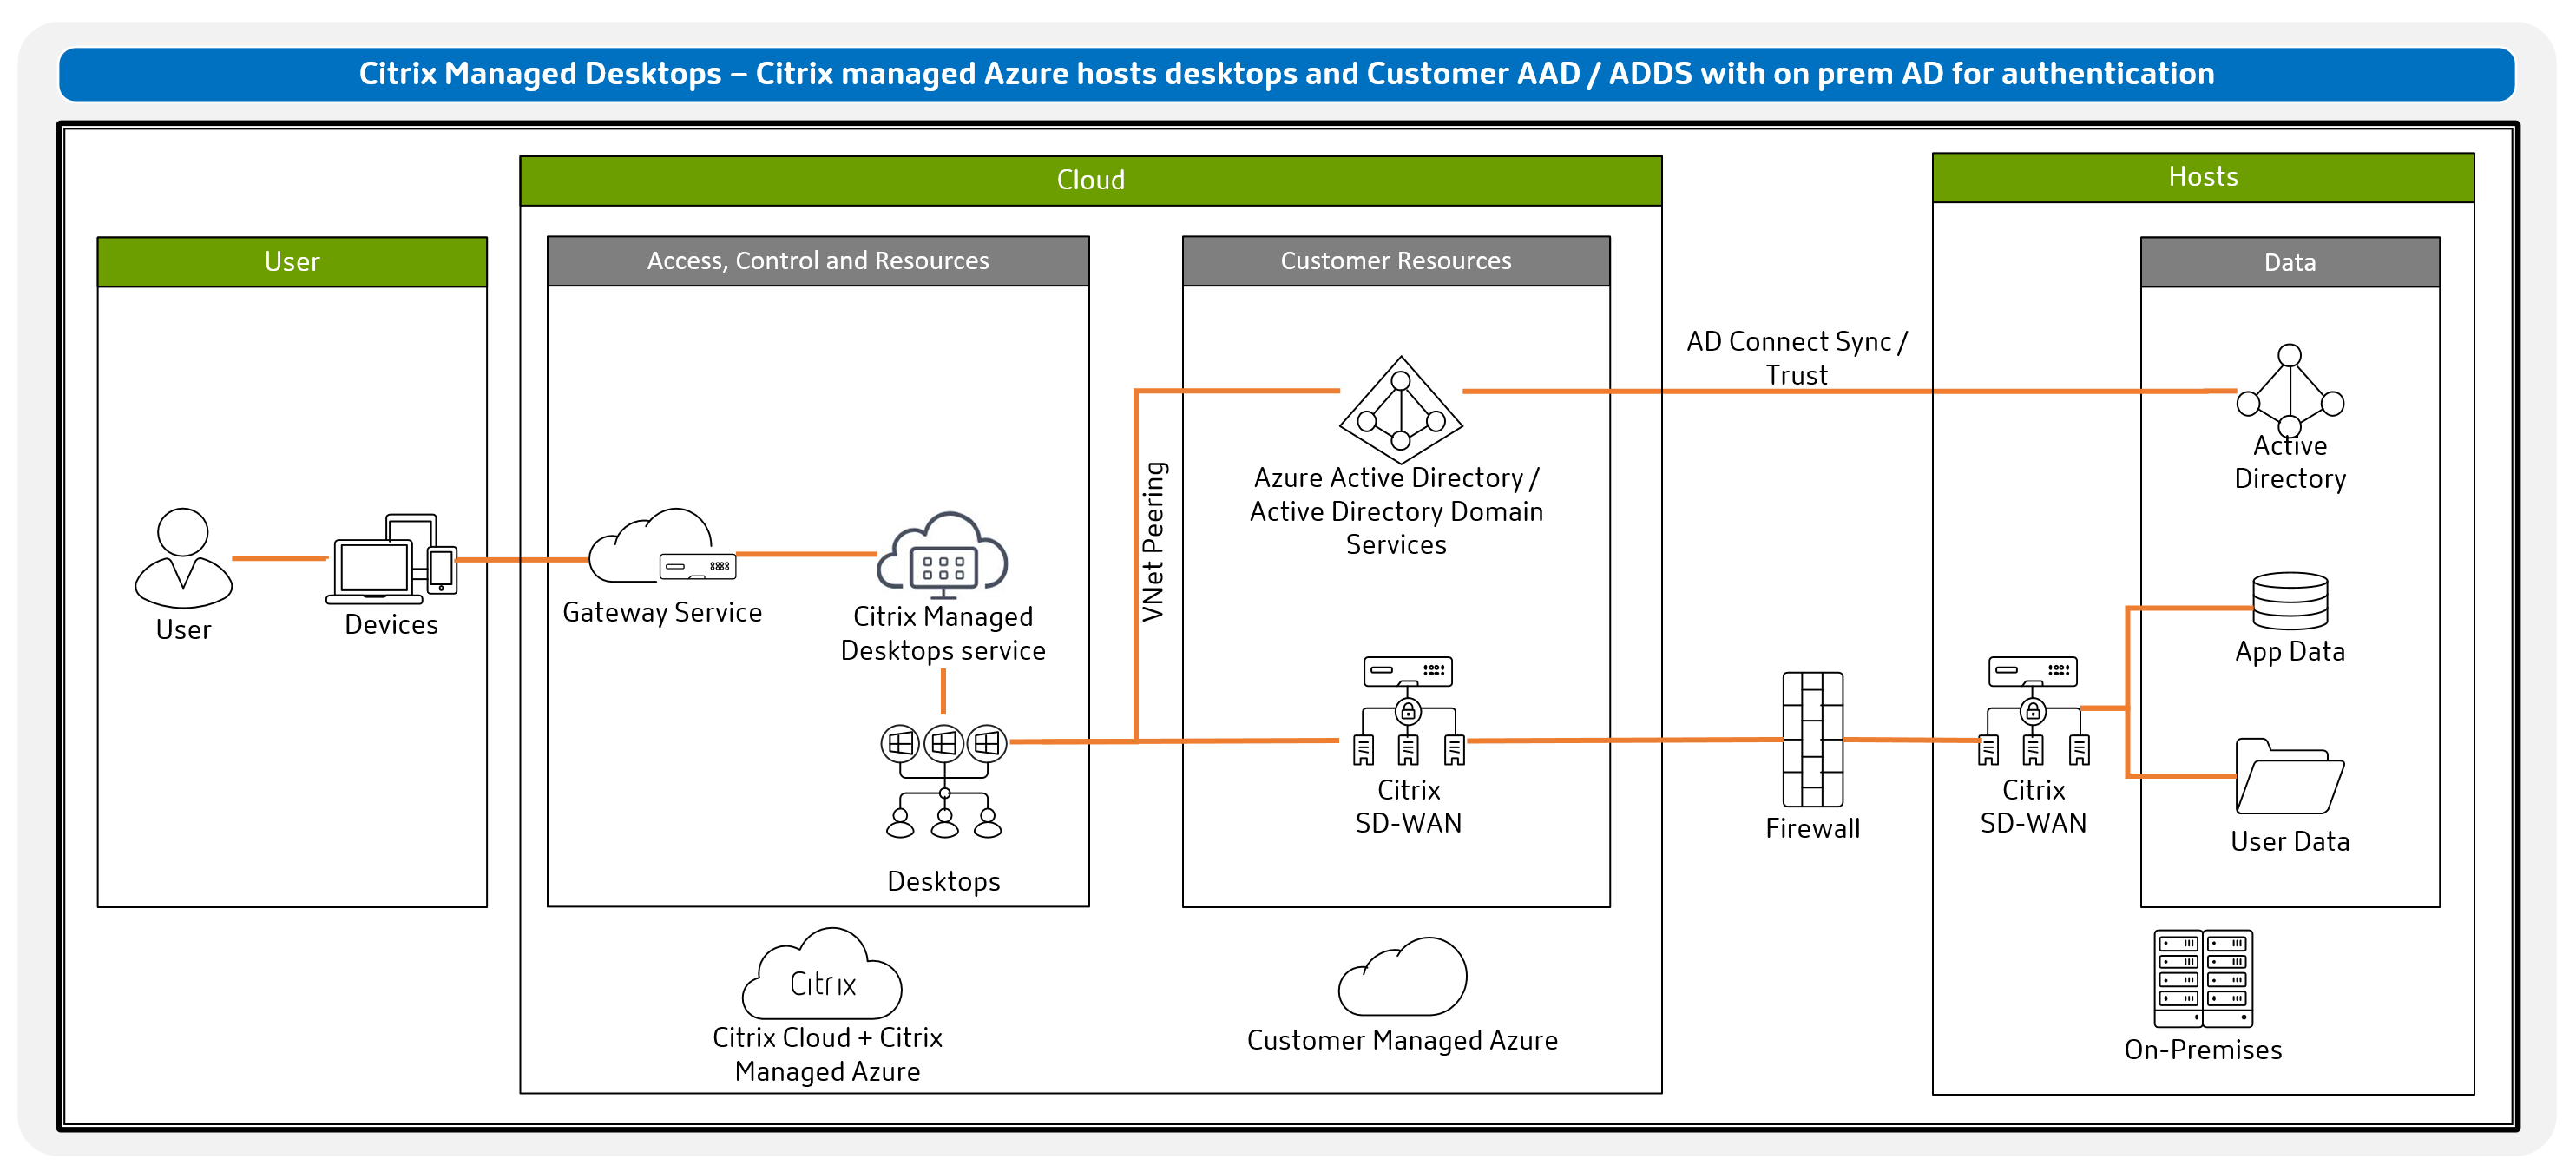 Citrix Managed Desktops – Citrix managed Azure hosts desktops and Customer AAD / ADDS with on prem AD for authentication
User
User
Devices
Cloud
Access, Control and Resources
Gateway Service
Citrix Managed
Desktops service
Desktops
Citrix
Citrix Cloud + Citrix
Managed Azure
VNet Peering
Customer Resources
Azure Active Directory /
Active Directory Domain
Services
Citrix
SD-WAN
Customer Managed Azure
AD Connect Sync /
Trust
Firewall
Hosts
Citrix
SD-WAN
Data
Active
Directory
App Data
User Data
On-Premises